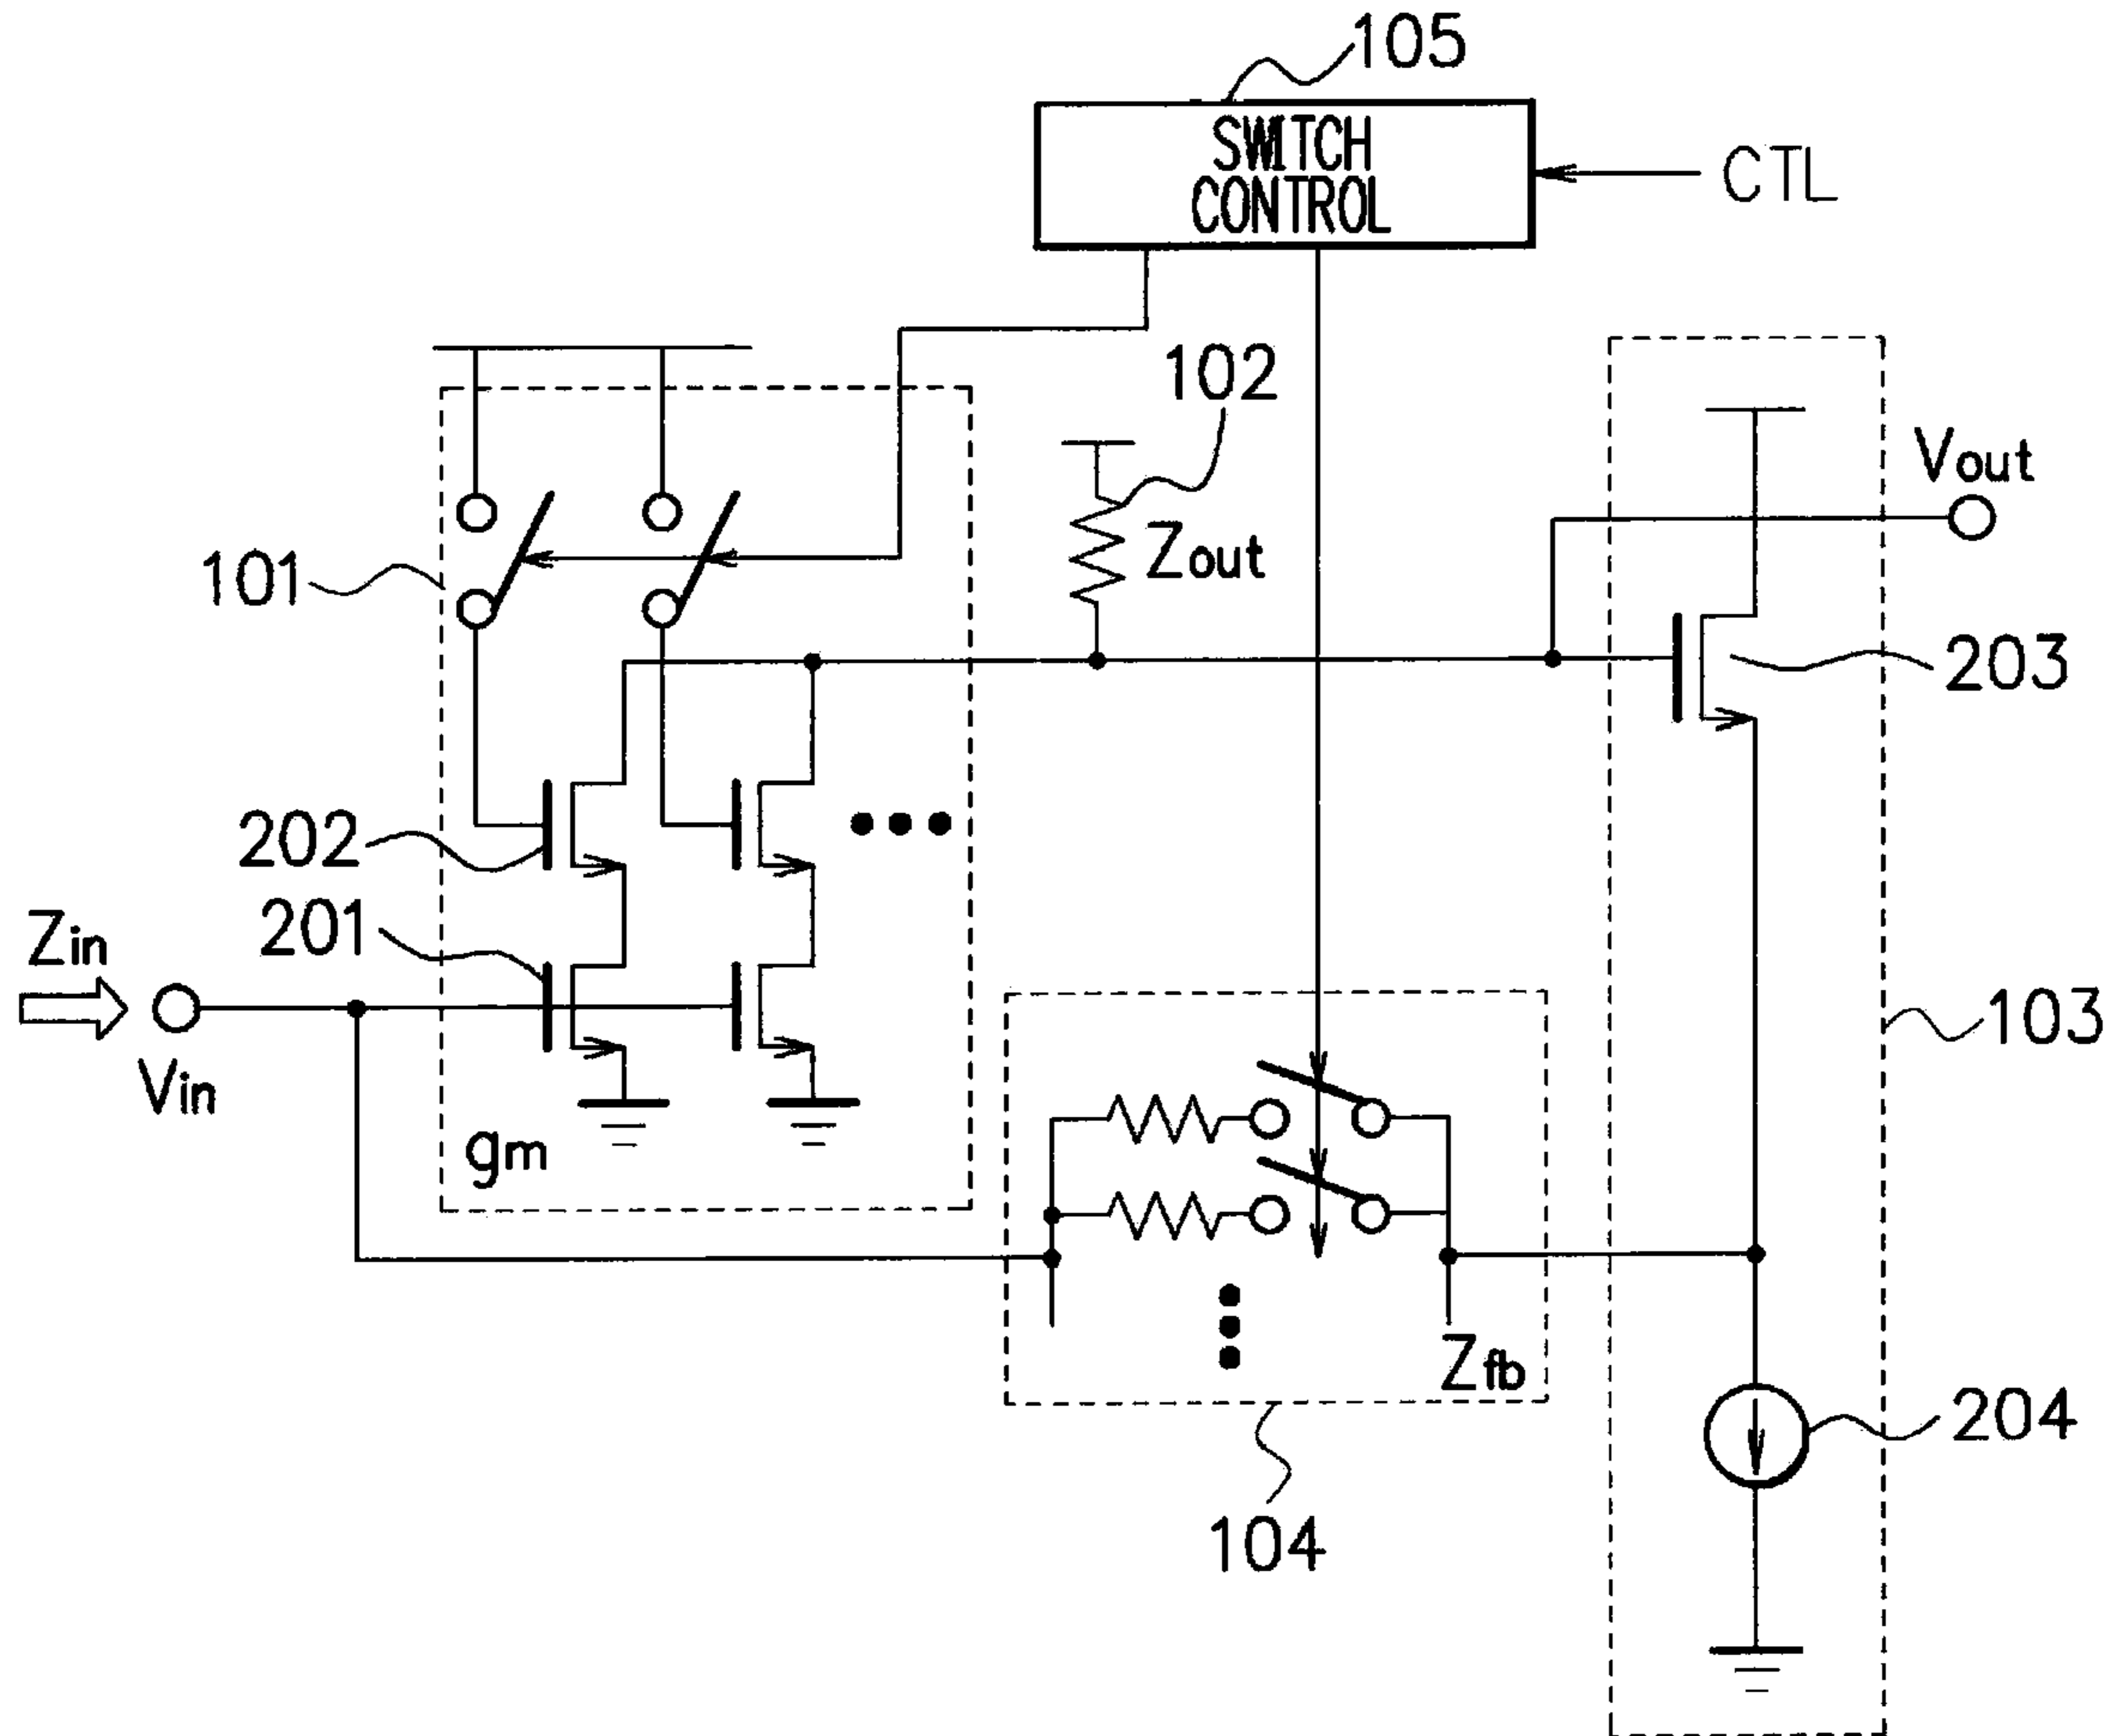 105
SWITCH
CONTROL
CTL
102
Vout
Zout
101
203
202
201
Zin
Vin
103
gm
Zfb
204
104